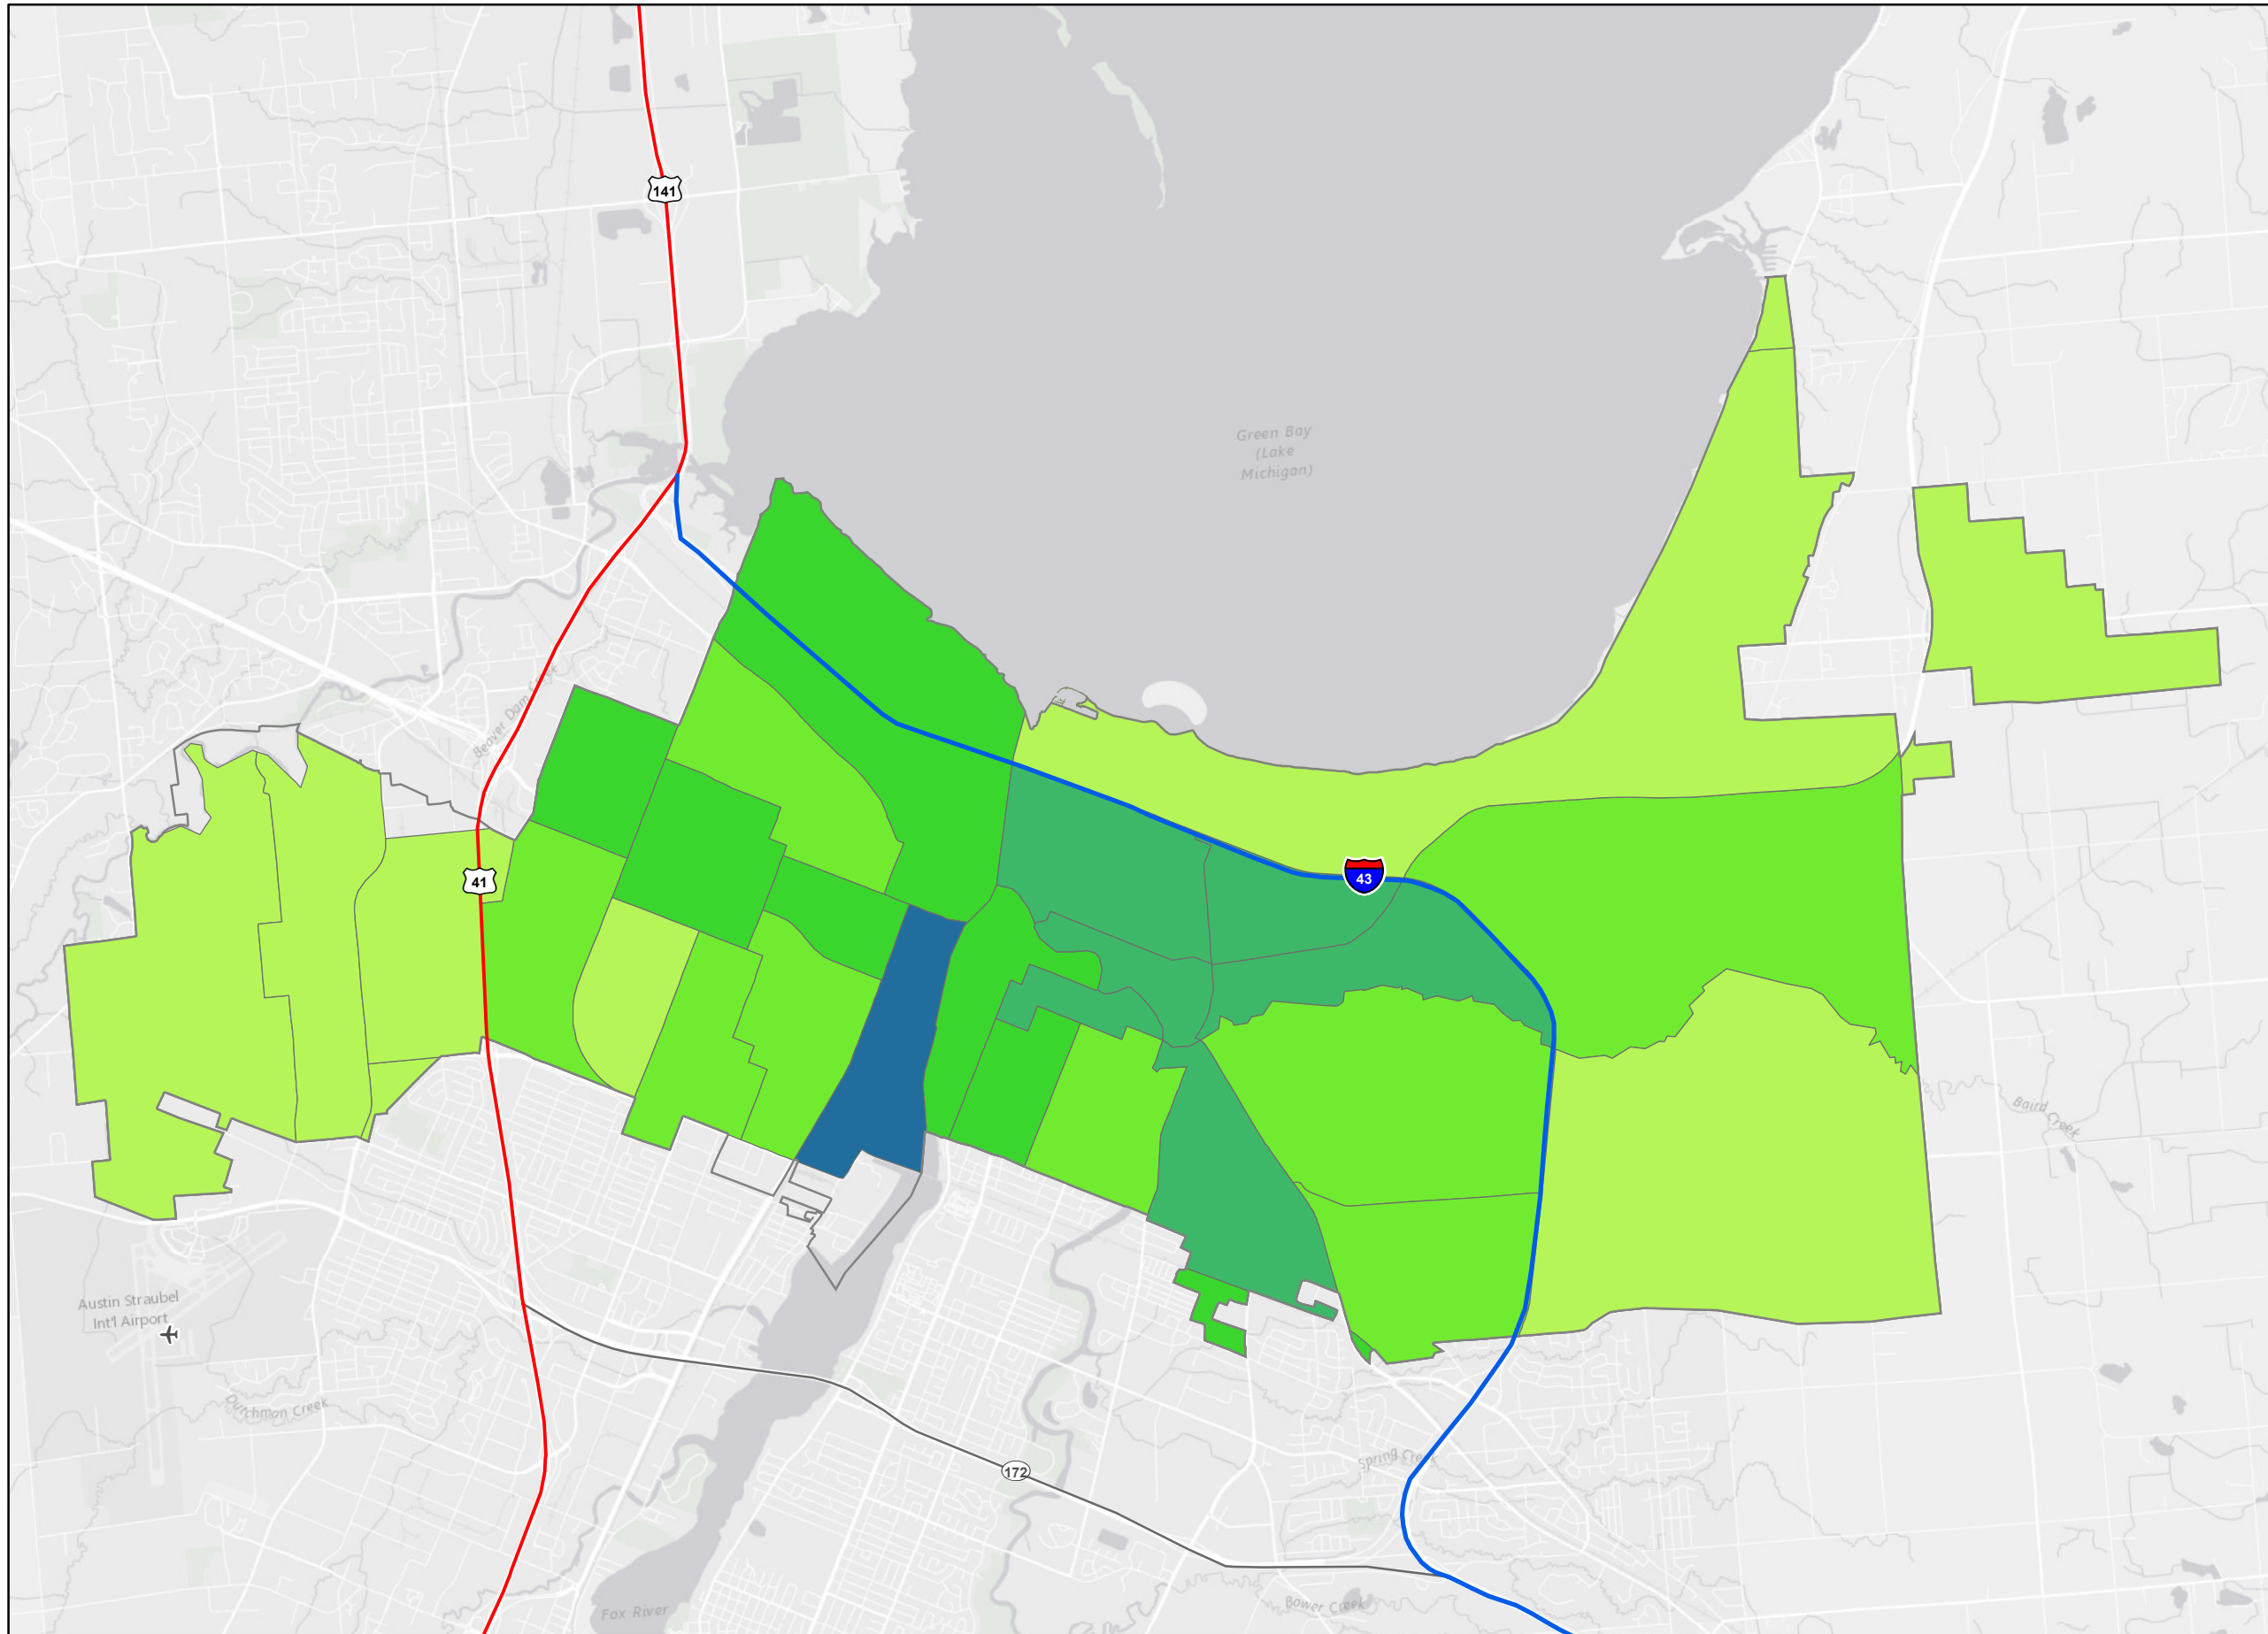 141
Green Bay
(Lake
Michigan)
Beaver Dam Creek
41
43
Baird Creek
Austin Straubel
Int'l Airport
Dutchman Creek
172
Spring Creek
Fox River
Bower Creek